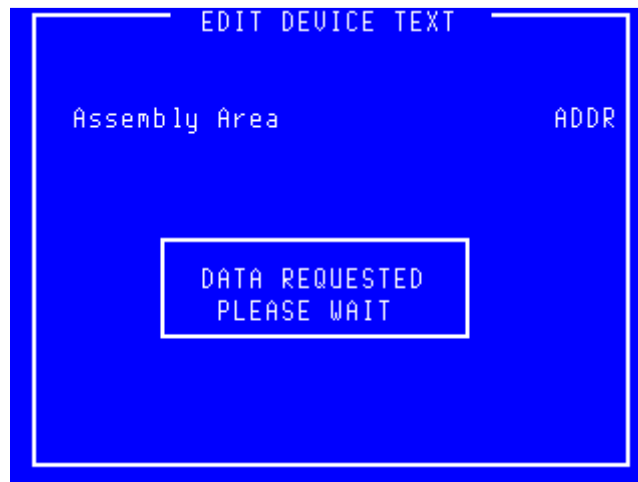 EDIT DEVICE TEXT
Assembly Area ADDR
DATA REQUESTED
PLEASE WAIT